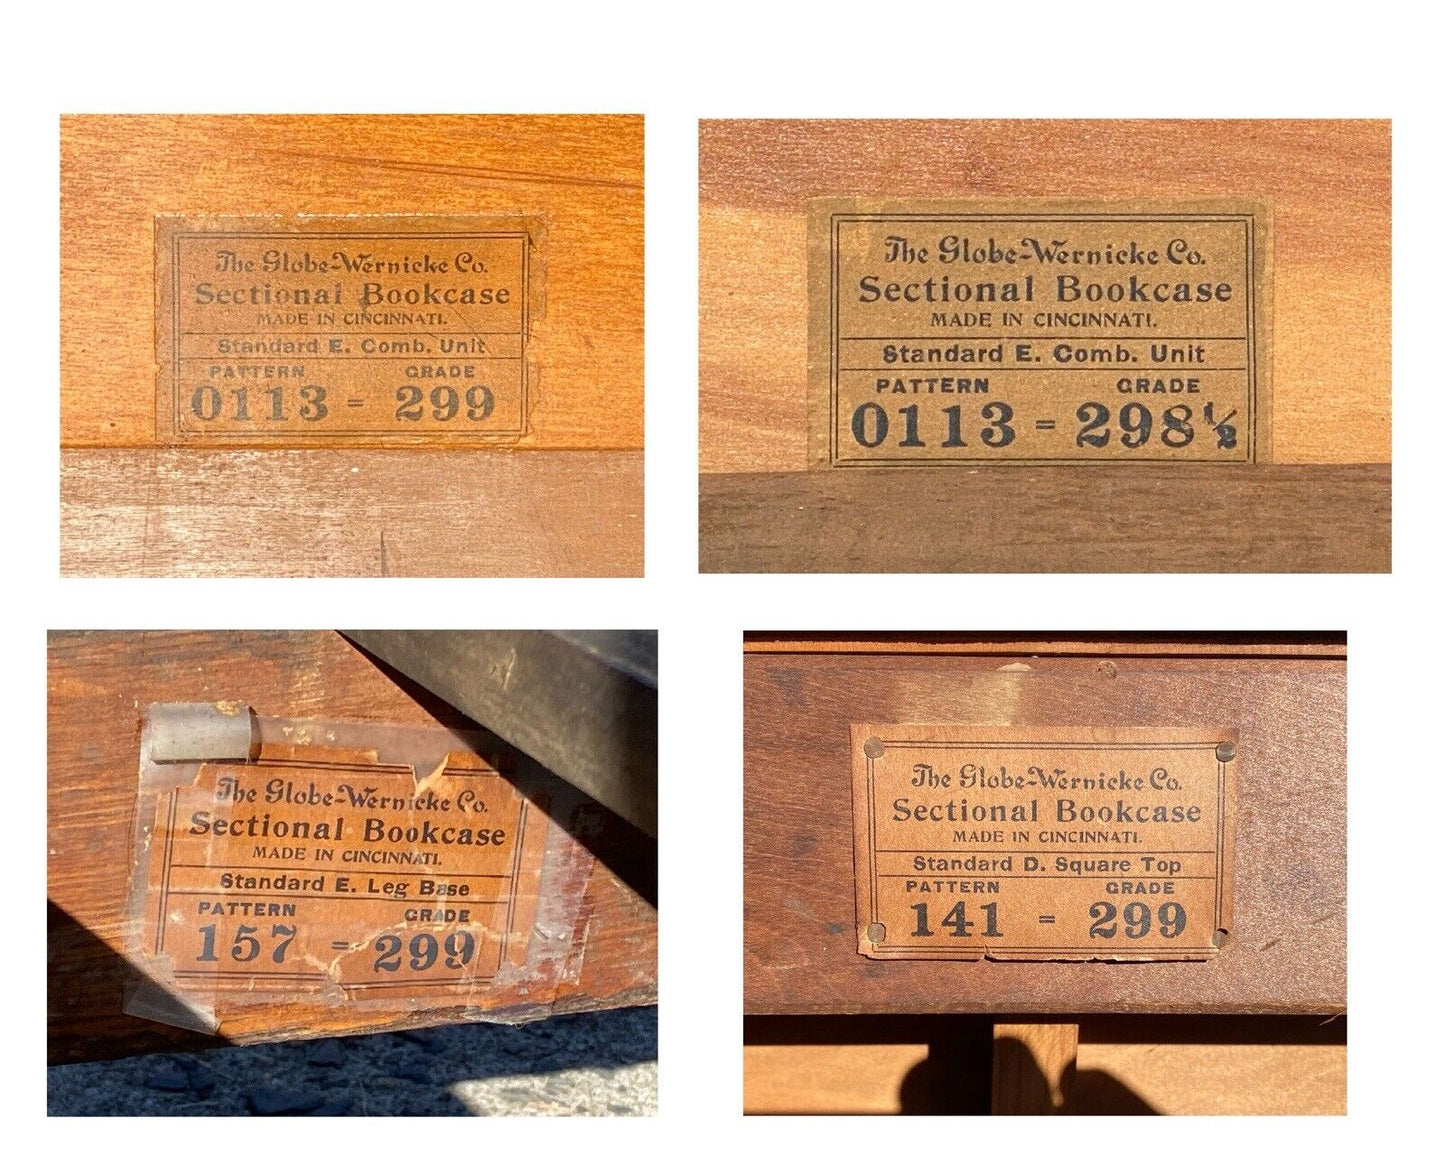 The Globe-Wernicke Co.
Sectional Bookcase
MADE IN CINCINNATI.
Standard E. Comb. Unit
PATTERN GRADE
0113 = 299
The Globe-Wernicke Co.
Sectional Bookcase
MADE IN CINCINNATI.
Standard E. Comb. Unit
PATTERN GRADE
0113 = 298½
The Globe-Wernicke Co.
Sectional Bookcase
MADE IN CINCINNATI.
Standard E. Leg Base
PATTERN GRADE
157 = 299
The Globe-Wernicke Co.
Sectional Bookcase
MADE IN CINCINNATI.
Standard D. Square Top
PATTERN GRADE
141 = 299